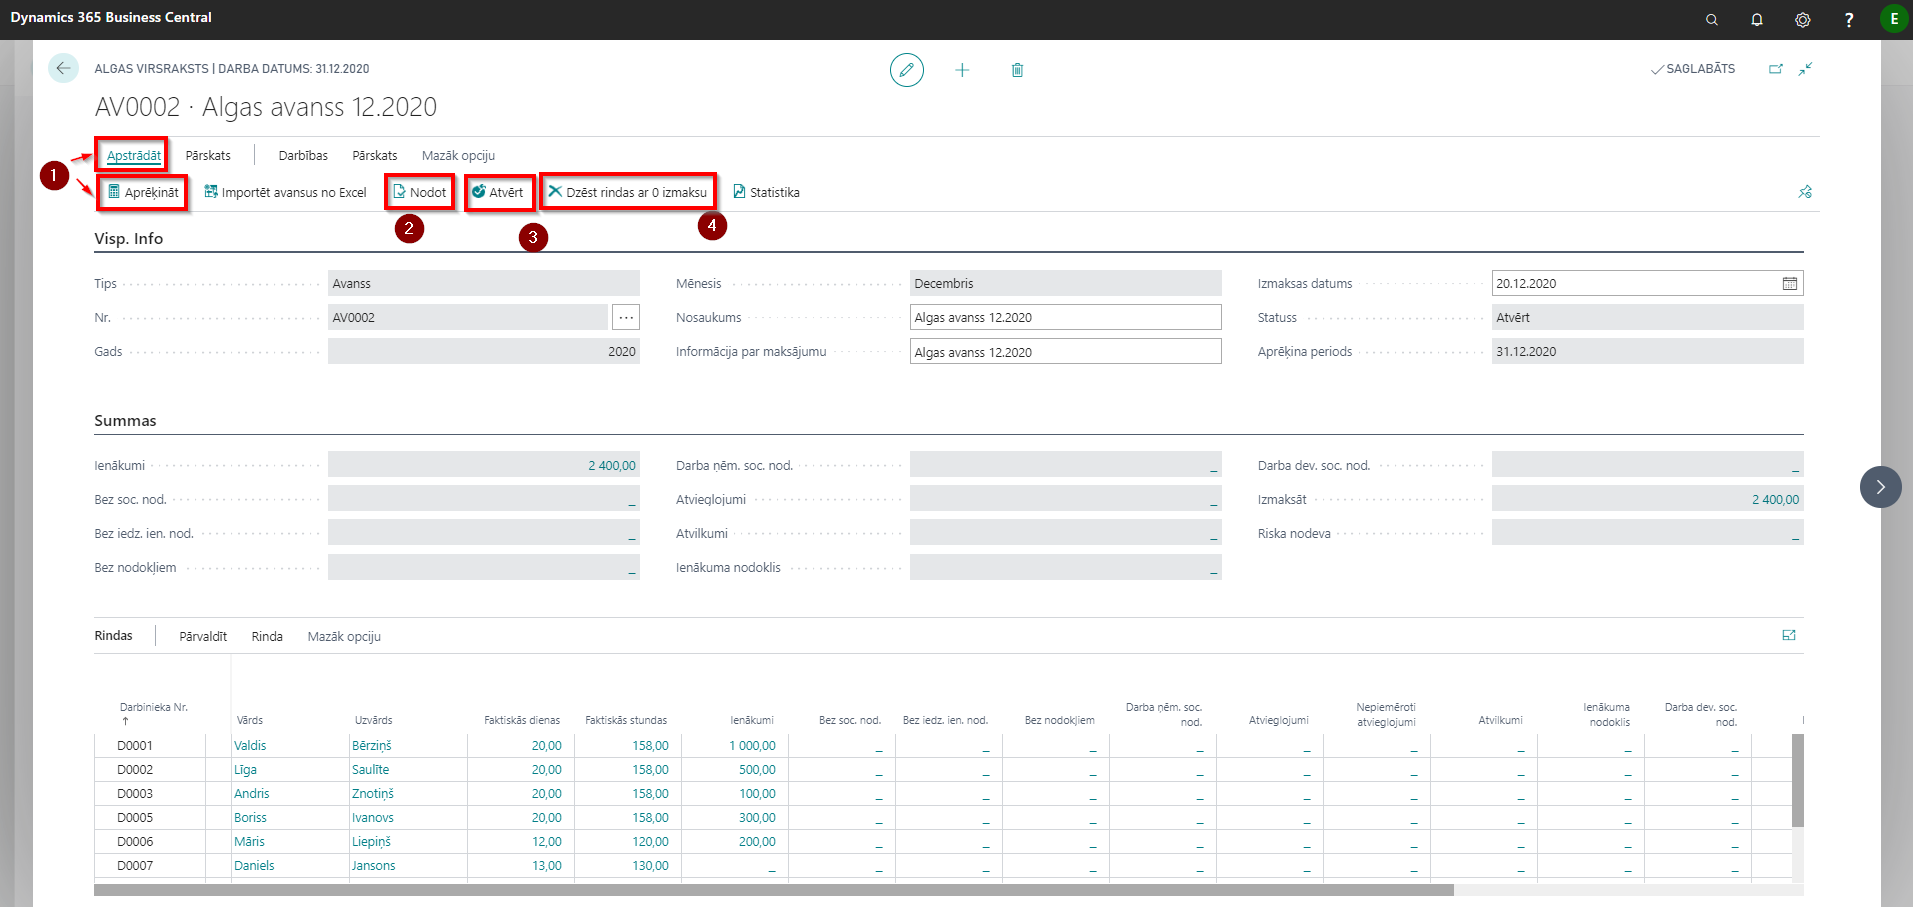 Dynamics 365 Business Central
?
E
ALGAS VIRSRAKSTS | DARBA DATUMS: 31.12.2020
SAGLABĀTS
AV0002 · Algas avanss 12.2020
Apstrādāt Pārskats Darbības Pārskats Mazāk opciju
1
Aprēķināt Importēt avansus no Excel Nodot Atvērt Dzēst rindas ar 0 izmaksu Statistika
2
3
4
Visp. Info
Tips Avanss Mēnesis Decembris Izmaksas datums 20.12.2020
Nr. AV0002 ... Nosaukums Algas avanss 12.2020 Statuss Atvērt
Gads 2020 Informācija par maksājumu Algas avanss 12.2020 Aprēķina periods 31.12.2020
Summas
Ienākumi 2 400,00 Darba ņēm. soc. nod. _ Darba dev. soc. nod. _
Bez soc. nod. _ Atvieglojumi _ Izmaksāt 2 400,00
Bez iedz. ien. nod. _ Atvilkumi _ Riska nodeva _
Bez nodokļiem _ Ienākuma nodoklis _
Rindas Pārvaldīt Rinda Mazāk opciju
Darbinieka Nr. ↑ Vārds Uzvārds Faktiskās dienas Faktiskās stundas Ienākumi Bez soc. nod. Bez iedz. ien. nod. Bez nodokļiem Darba ņēm. soc. nod. Atvieglojumi Nepiemēroti atvieglojumi Atvilkumi Ienākuma nodoklis Darba dev. soc. nod.
D0001 Valdis Bērziņš 20,00 158,00 1 000,00 _ _ _ _ _ _ _ _ _
D0002 Līga Saulīte 20,00 158,00 500,00 _ _ _ _ _ _ _ _ _
D0003 Andris Znotiņš 20,00 158,00 100,00 _ _ _ _ _ _ _ _ _
D0005 Boriss Ivanovs 20,00 158,00 300,00 _ _ _ _ _ _ _ _ _
D0006 Māris Liepiņš 12,00 120,00 200,00 _ _ _ _ _ _ _ _ _
D0007 Daniels Jansons 13,00 130,00 _ _ _ _ _ _ _ _ _ _